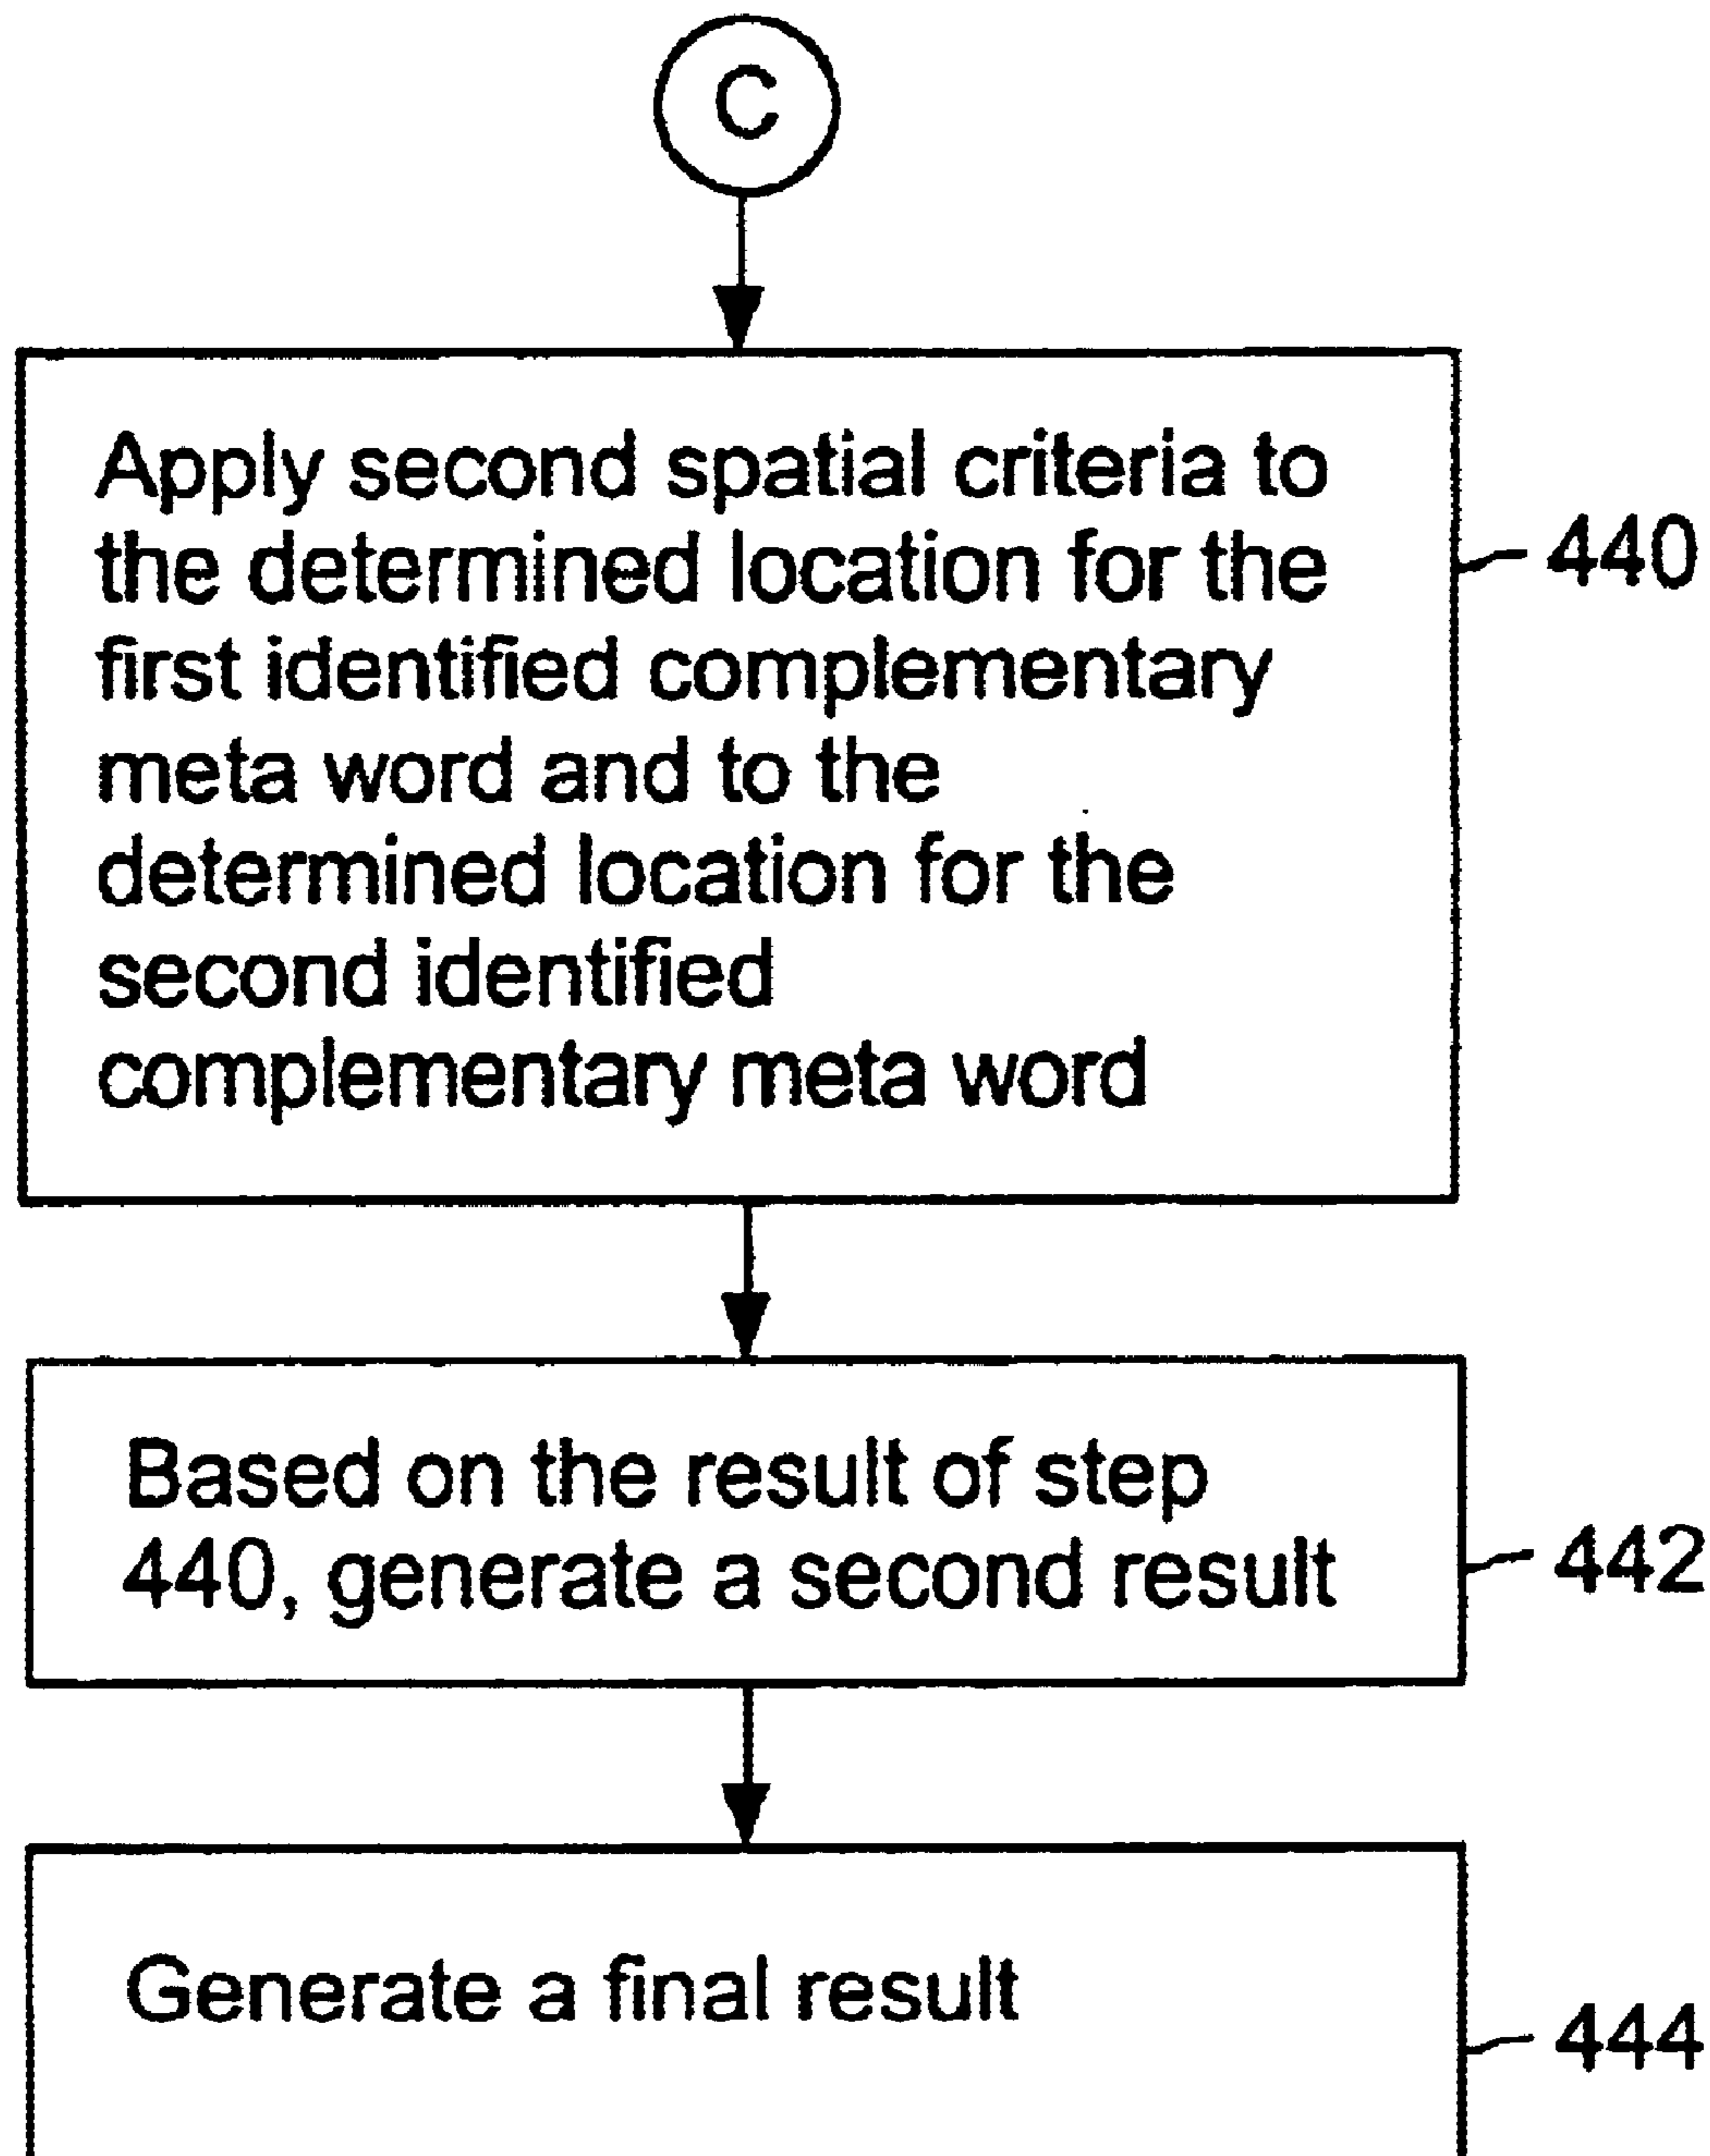 C
Apply second spatial criteria to
the determined location for the
first identified complementary
meta word and to the
determined location for the
second identified
complementary meta word
440
Based on the result of step
440, generate a second result
442
Generate a final result
444